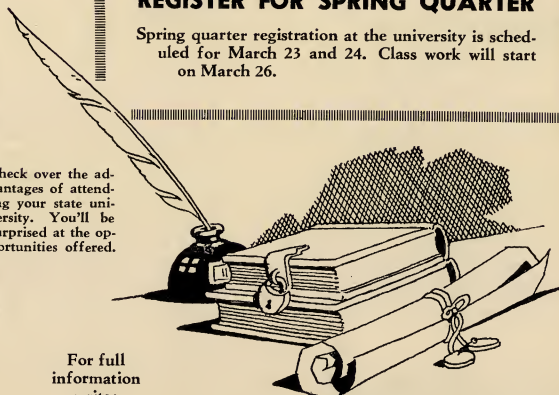 REGISTER FOR SPRING QUARTER
Spring quarter registration at the university is sched-
uled for March 23 and 24. Class work will start
on March 26.
heck over the ad-
antages of attend-
g your state uni-
ersity. You'll be
rprised at the op-
ortunities offered.
For full
information